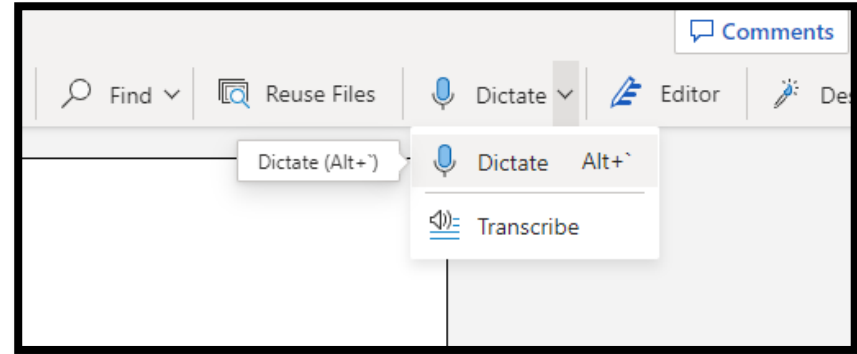 Comments
Find Reuse Files Dictate Editor
Dictate (Alt+`) Dictate Alt+`
Transcribe